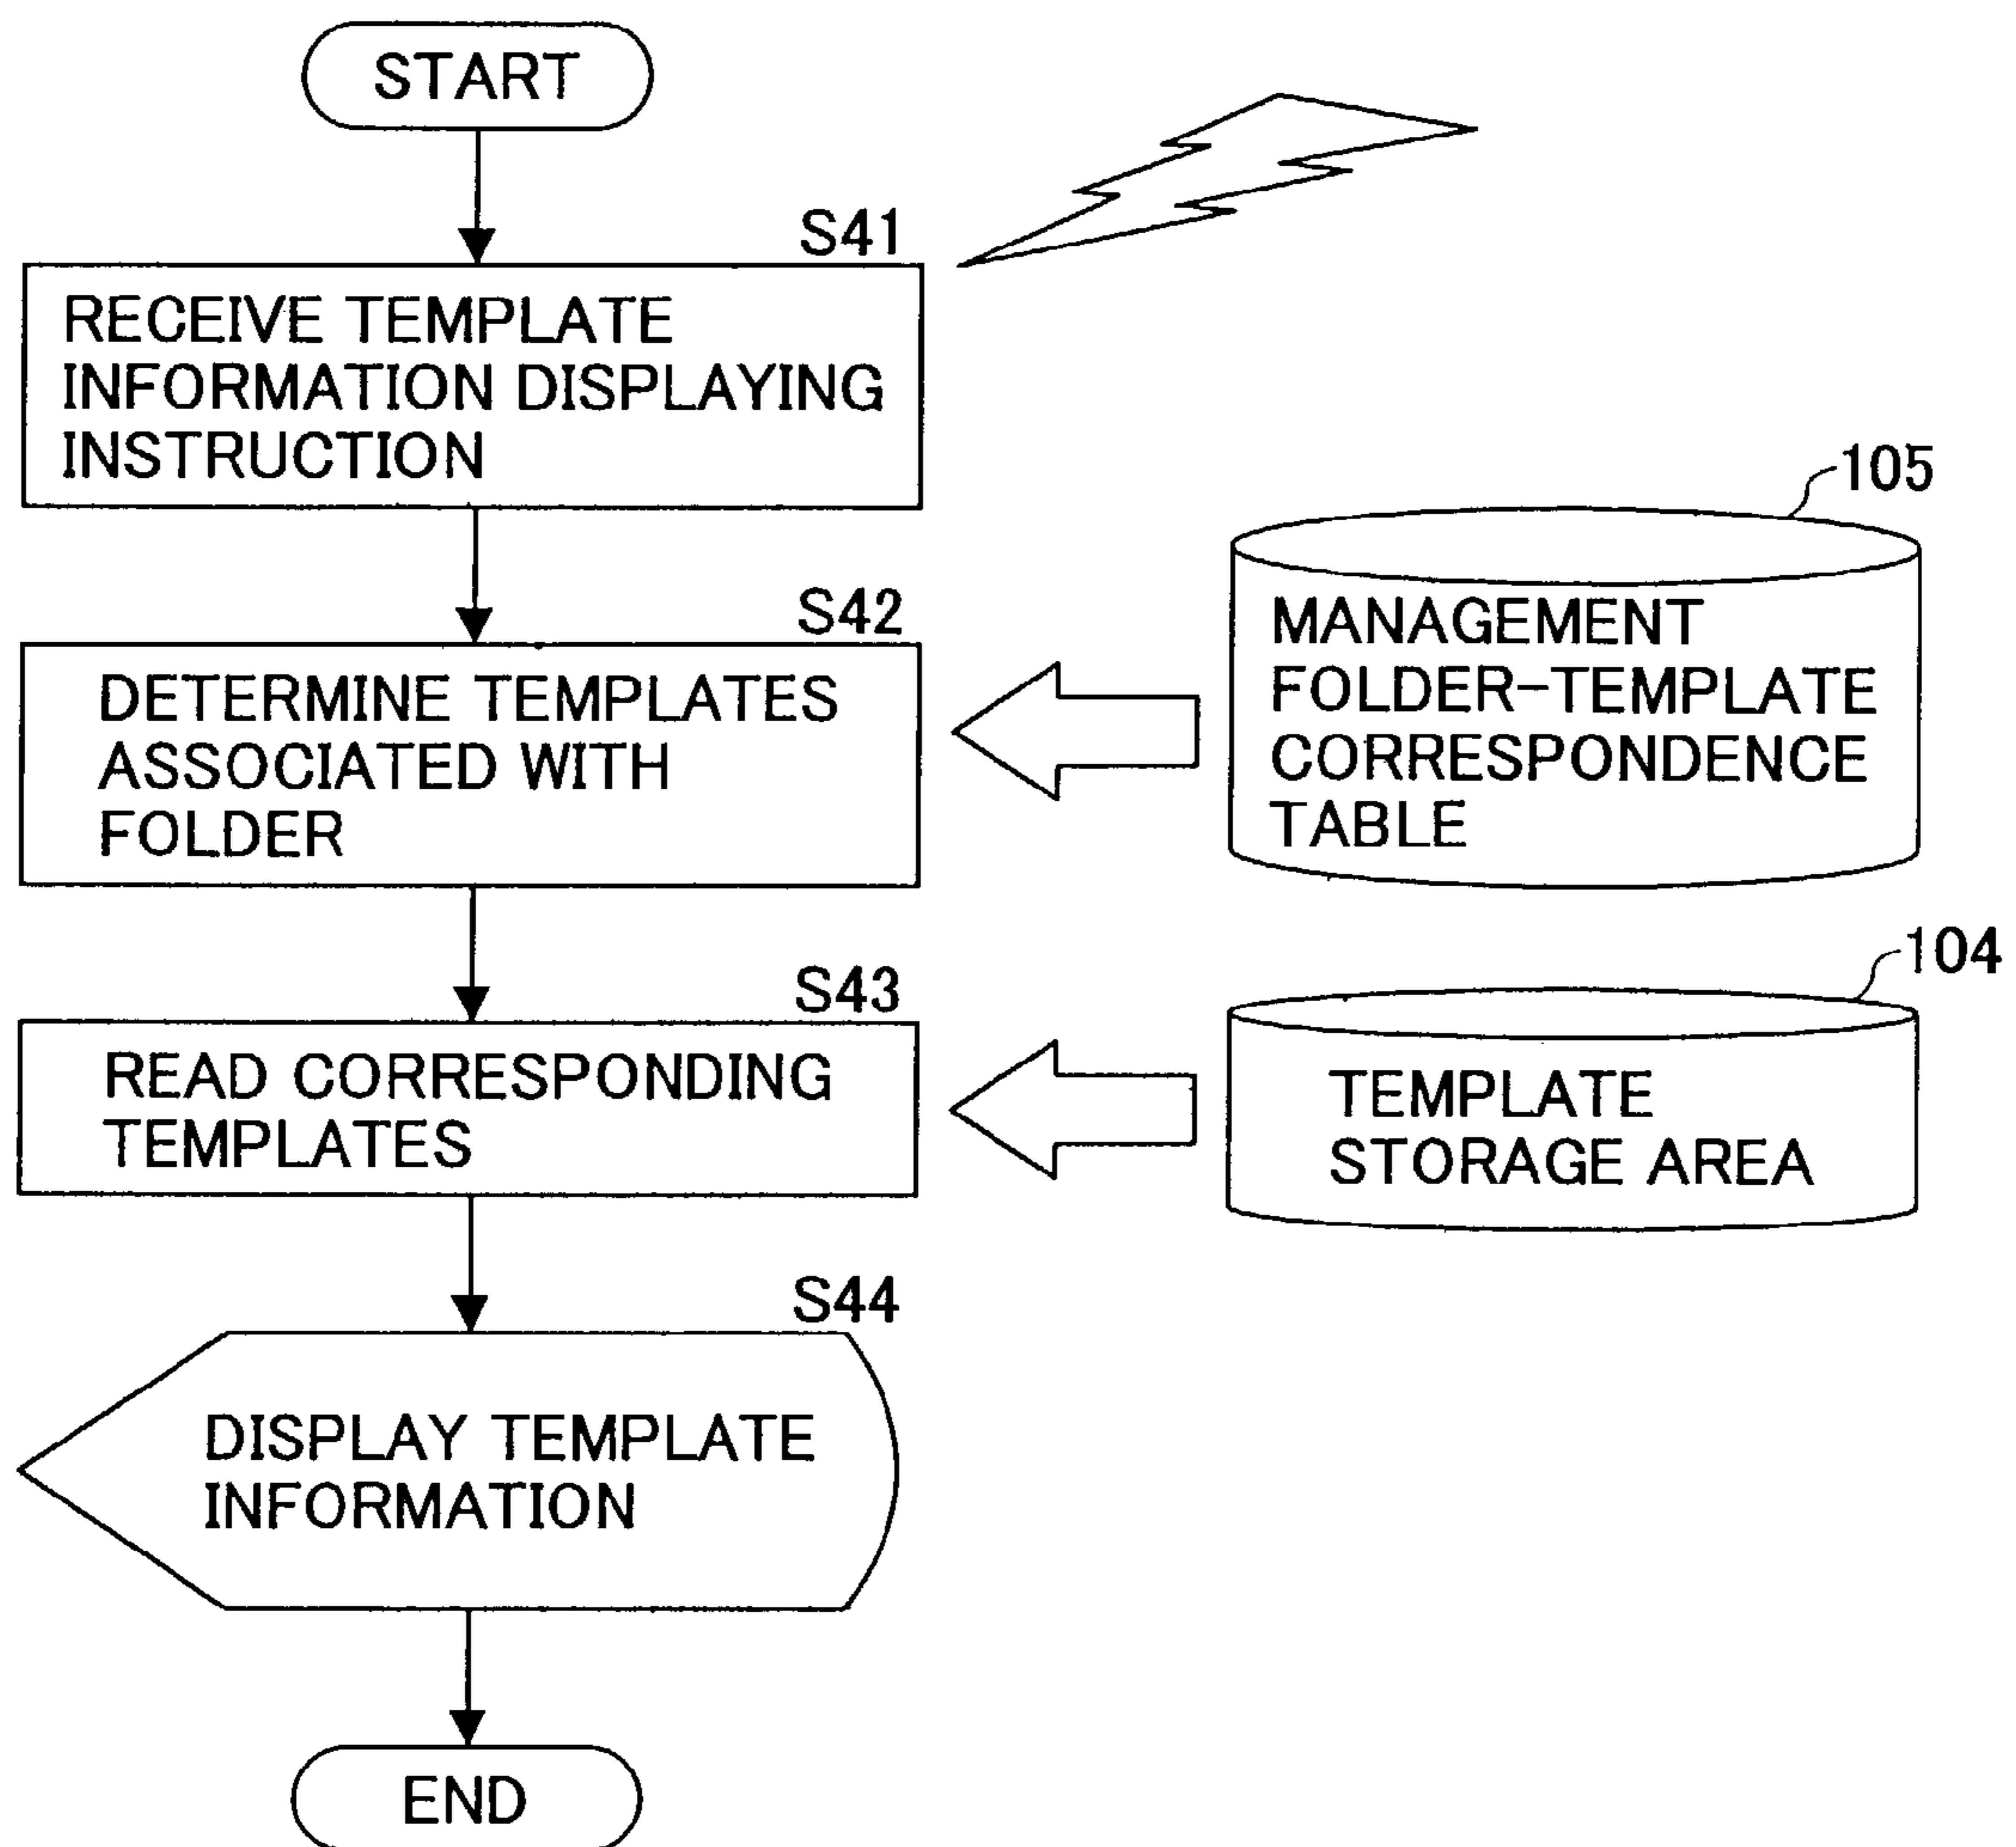 START
S41
RECEIVE TEMPLATE
INFORMATION DISPLAYING
INSTRUCTION
105
S42
DETERMINE TEMPLATES
ASSOCIATED WITH
FOLDER
MANAGEMENT
FOLDER-TEMPLATE
CORRESPONDENCE
TABLE
104
S43
READ CORRESPONDING
TEMPLATES
TEMPLATE
STORAGE AREA
S44
DISPLAY TEMPLATE
INFORMATION
END